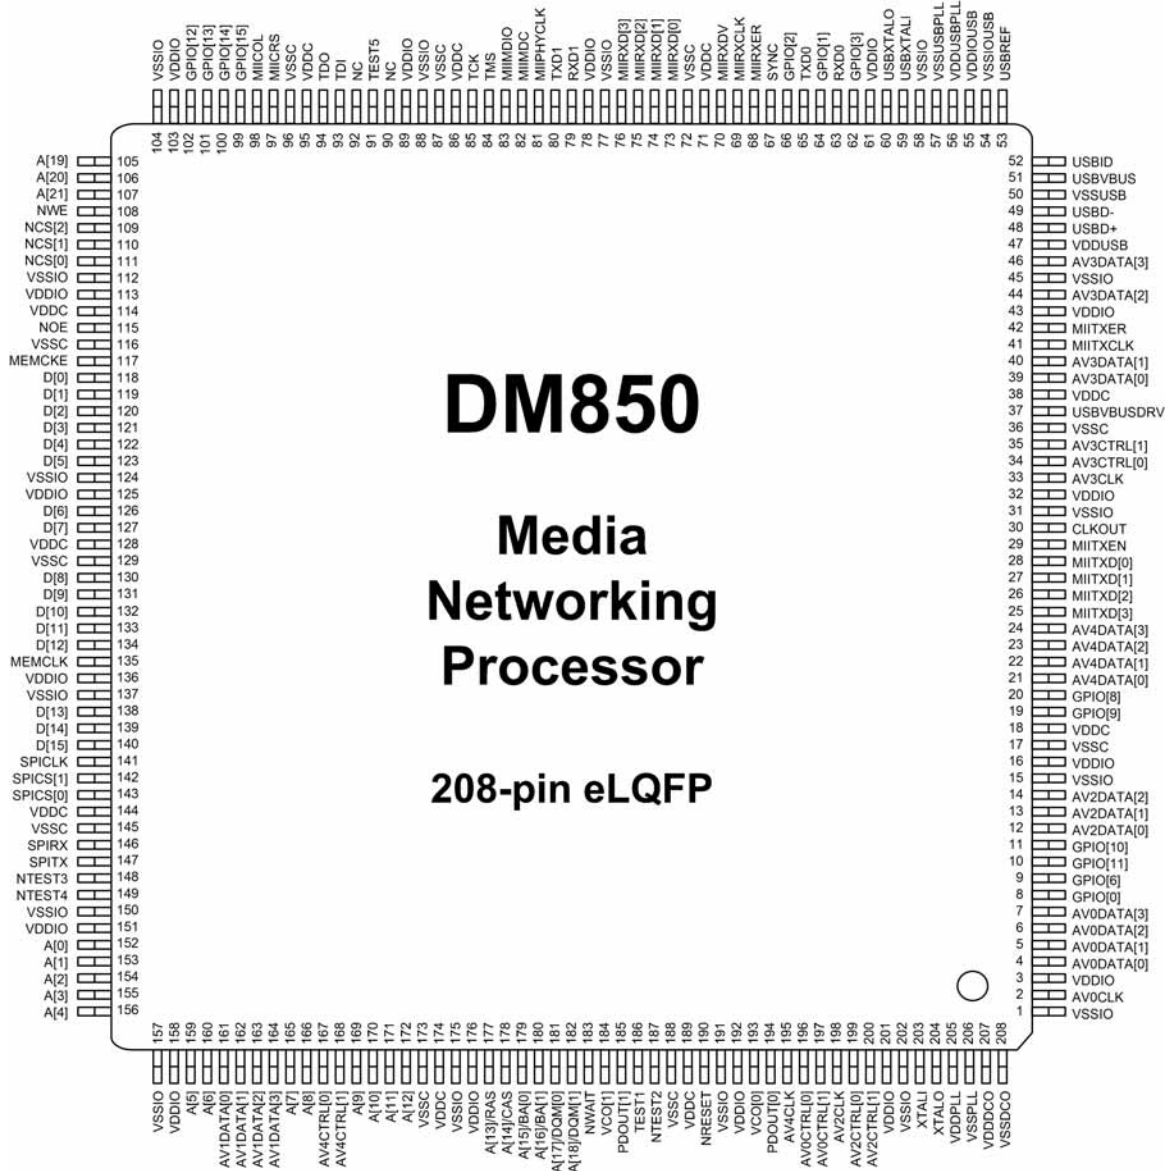 VSSIO 104
VDDIO 103
GPIO[12] 102
GPIO[13] 101
GPIO[14] 100
GPIO[15] 99
MIICOL 98
MIICRS 97
VSSC 96
VDDC 95
TDO 94
TDI 93
NC 92
TEST5 91
NC 90
VDDIO 89
VSSIO 88
VSSC 87
VDDC 86
TCK 85
TMS 84
MIIMDIO 83
MIIMDC 82
MIIPHYCLK 81
TXD1 80
RXD1 79
VDDIO 78
VSSIO 77
MIIRXD[3] 76
MIIRXD[2] 75
MIIRXD[1] 74
MIIRXD[0] 73
VSSC 72
VDDC 71
MIIRXDV 70
MIIRXCLK 69
MIIRXER 68
SYNC 67
GPIO[2] 66
TXD0 65
GPIO[1] 64
RXD0 63
GPIO[3] 62
VDDIO 61
USBXTALO 60
USBXTALI 59
VSSIO 58
VSSUSBPLL 57
VDDUSBPLL 56
VDDIOUSB 55
VSSIOUSB 54
USBREF 53
A[19] 105
A[20] 106
A[21] 107
NWE 108
NCS[2] 109
NCS[1] 110
NCS[0] 111
VSSIO 112
VDDIO 113
VDDC 114
NOE 115
VSSC 116
MEMCKE 117
D[0] 118
D[1] 119
D[2] 120
D[3] 121
D[4] 122
D[5] 123
VSSIO 124
VDDIO 125
D[6] 126
D[7] 127
VDDC 128
VSSC 129
D[8] 130
D[9] 131
D[10] 132
D[11] 133
D[12] 134
MEMCLK 135
VDDIO 136
VSSIO 137
D[13] 138
D[14] 139
D[15] 140
SPICLK 141
SPICS[1] 142
SPICS[0] 143
VDDC 144
VSSC 145
SPIRX 146
SPITX 147
NTEST3 148
NTEST4 149
VSSIO 150
VDDIO 151
A[0] 152
A[1] 153
A[2] 154
A[3] 155
A[4] 156
DM850
Media
Networking
Processor
208-pin eLQFP
52 USBID
51 USBVBUS
50 VSSUSB
49 USBD-
48 USBD+
47 VDDUSB
46 AV3DATA[3]
45 VSSIO
44 AV3DATA[2]
43 VDDIO
42 MIITXER
41 MIITXCLK
40 AV3DATA[1]
39 AV3DATA[0]
38 VDDC
37 USBVBUSDRV
36 VSSC
35 AV3CTRL[1]
34 AV3CTRL[0]
33 AV3CLK
32 VDDIO
31 VSSIO
30 CLKOUT
29 MIITXEN
28 MIITXD[0]
27 MIITXD[1]
26 MIITXD[2]
25 MIITXD[3]
24 AV4DATA[3]
23 AV4DATA[2]
22 AV4DATA[1]
21 AV4DATA[0]
20 GPIO[8]
19 GPIO[9]
18 VDDC
17 VSSC
16 VDDIO
15 VSSIO
14 AV2DATA[2]
13 AV2DATA[1]
12 AV2DATA[0]
11 GPIO[10]
10 GPIO[11]
9 GPIO[6]
8 GPIO[0]
7 AV0DATA[3]
6 AV0DATA[2]
5 AV0DATA[1]
4 AV0DATA[0]
3 VDDIO
2 AV0CLK
1 VSSIO
157 VSSIO
158 VDDIO
159 A[5]
160 A[6]
161 AV1DATA[0]
162 AV1DATA[1]
163 AV1DATA[2]
164 AV1DATA[3]
165 A[7]
166 A[8]
167 AV4CTRL[0]
168 AV4CTRL[1]
169 A[9]
170 A[10]
171 A[11]
172 A[12]
173 VSSC
174 VDDC
175 VSSIO
176 VDDIO
177 A[13]/RAS
178 A[14]/CAS
179 A[15]/BA[0]
180 A[16]/BA[1]
181 A[17]/DQM[0]
182 A[18]/DQM[1]
183 NWAIT
184 VCO[1]
185 PDOUT[1]
186 TEST1
187 NTEST2
188 VSSC
189 VDDC
190 NRESET
191 VSSIO
192 VDDIO
193 VCO[0]
194 PDOUT[0]
195 AV4CLK
196 AV0CTRL[0]
197 AV0CTRL[1]
198 AV2CLK
199 AV2CTRL[0]
200 AV2CTRL[1]
201 VDDIO
202 VSSIO
203 XTALI
204 XTALO
205 VDDPLL
206 VSSPLL
207 VDDDCO
208 VSSDCO